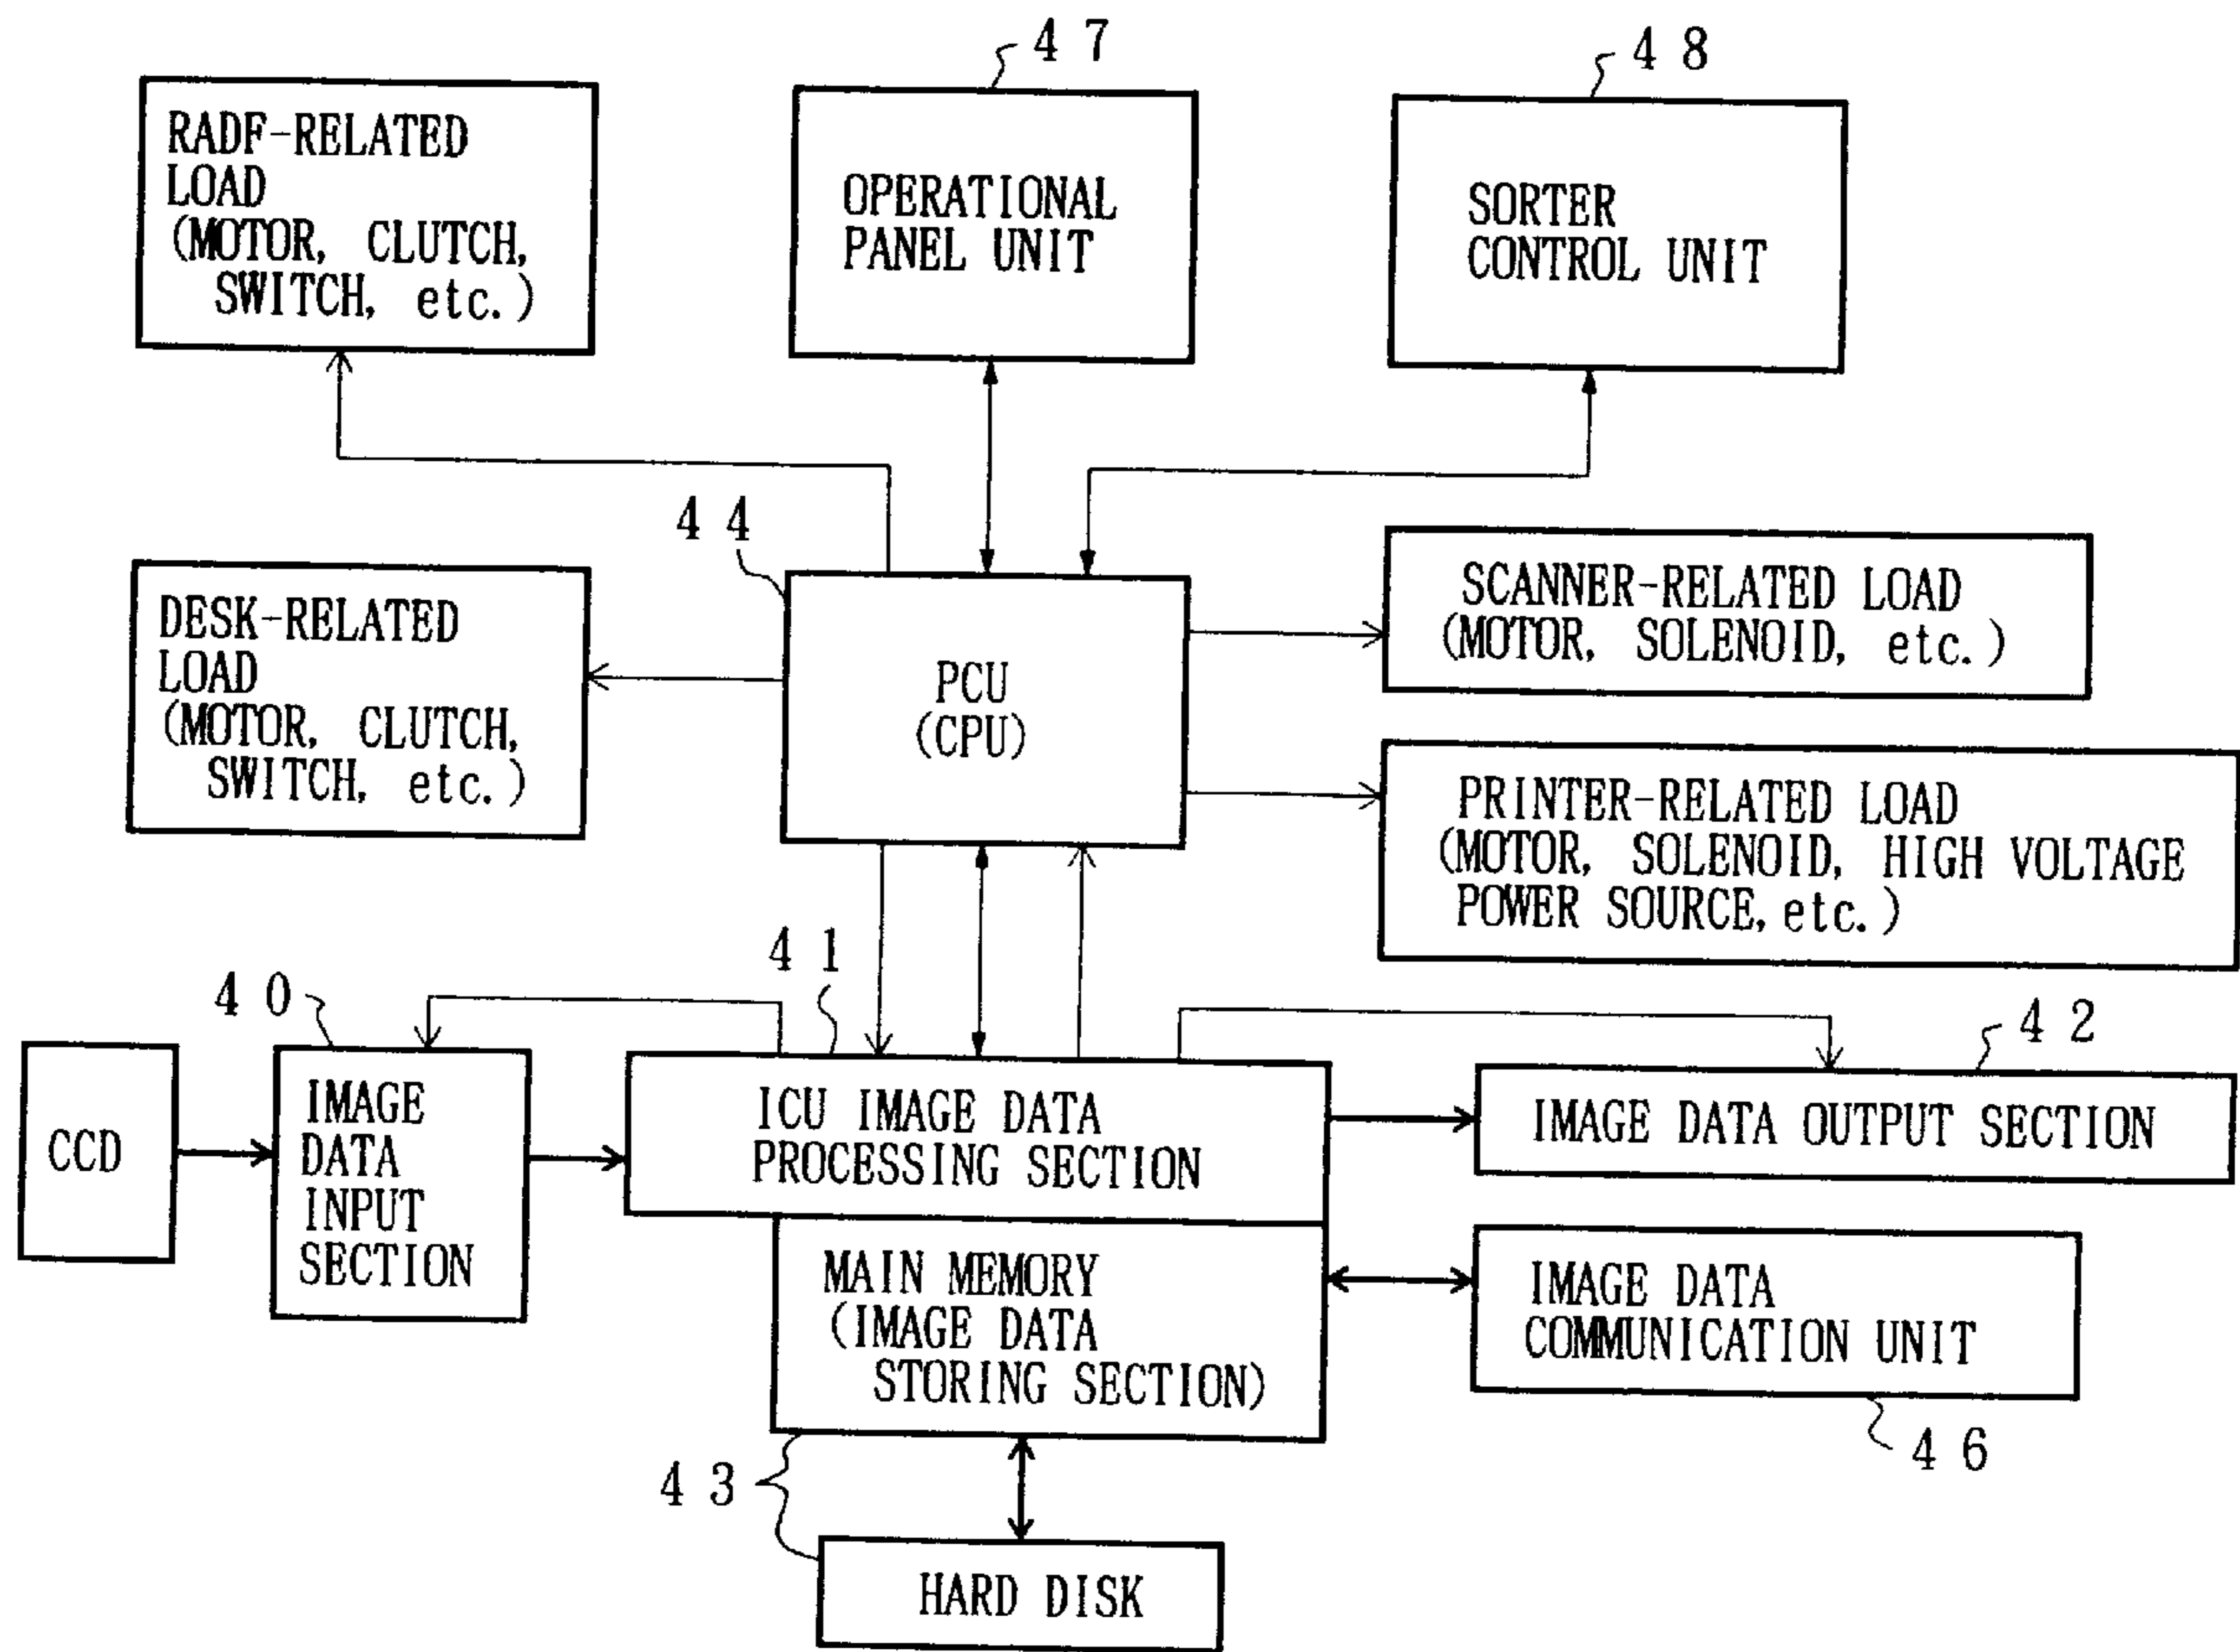 47
48
RADF-RELATED
LOAD
(MOTOR, CLUTCH,
SWITCH, etc.)
OPERATIONAL
PANEL UNIT
SORTER
CONTROL UNIT
44
DESK-RELATED
LOAD
(MOTOR, CLUTCH,
SWITCH, etc.)
PCU
(CPU)
SCANNER-RELATED LOAD
(MOTOR, SOLENOID, etc.)
PRINTER-RELATED LOAD
(MOTOR, SOLENOID, HIGH VOLTAGE
POWER SOURCE, etc.)
40
41
42
CCD
IMAGE
DATA
INPUT
SECTION
ICU IMAGE DATA
PROCESSING SECTION
IMAGE DATA OUTPUT SECTION
MAIN MEMORY
(IMAGE DATA
STORING SECTION)
IMAGE DATA
COMMUNICATION UNIT
46
43
HARD DISK